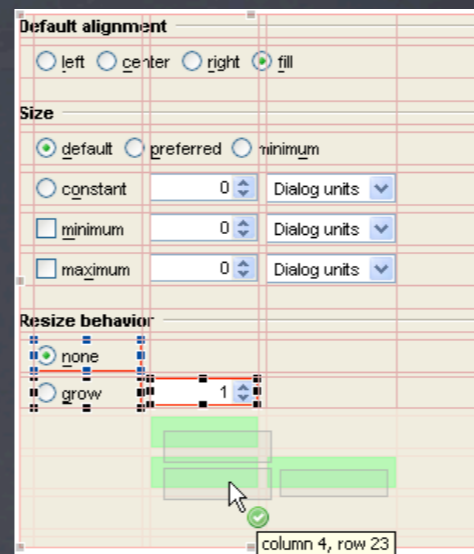 Default alignment
left center right fill
Size
default preferred minimum
constant 0 Dialog units
minimum 0 Dialog units
maximum 0 Dialog units
Resize behavior
none
grow 1
column 4, row 23